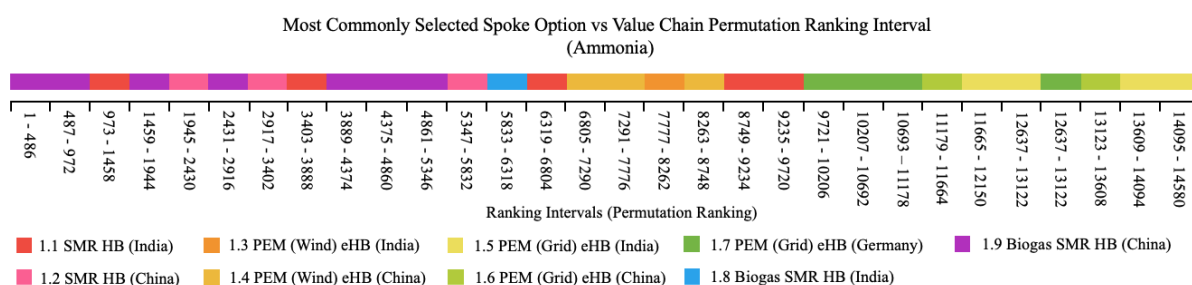 Most Commonly Selected Spoke Option vs Value Chain Permutation Ranking Interval
(Ammonia)
1 - 486
487 - 972
973 - 1458
1459 - 1944
1945 - 2430
2431 - 2916
2917 - 3402
3403 - 3888
3889 - 4374
4375 - 4860
4861 - 5346
5347 - 5832
5833 - 6318
6319 - 6804
6805 - 7290
7291 - 7776
7777 - 8262
8263 - 8748
8749 - 9234
9235 - 9720
9721 - 10206
10207 - 10692
10693 – 11178
11179 - 11664
11665 - 12150
12637 - 13122
12637 - 13122
13123 - 13608
13609 - 14094
14095 - 14580
Ranking Intervals (Permutation Ranking)
1.1 SMR HB (India)
1.3 PEM (Wind) eHB (India)
1.5 PEM (Grid) eHB (India)
1.7 PEM (Grid) eHB (Germany)
1.9 Biogas SMR HB (China)
1.2 SMR HB (China)
1.4 PEM (Wind) eHB (China)
1.6 PEM (Grid) eHB (China)
1.8 Biogas SMR HB (India)